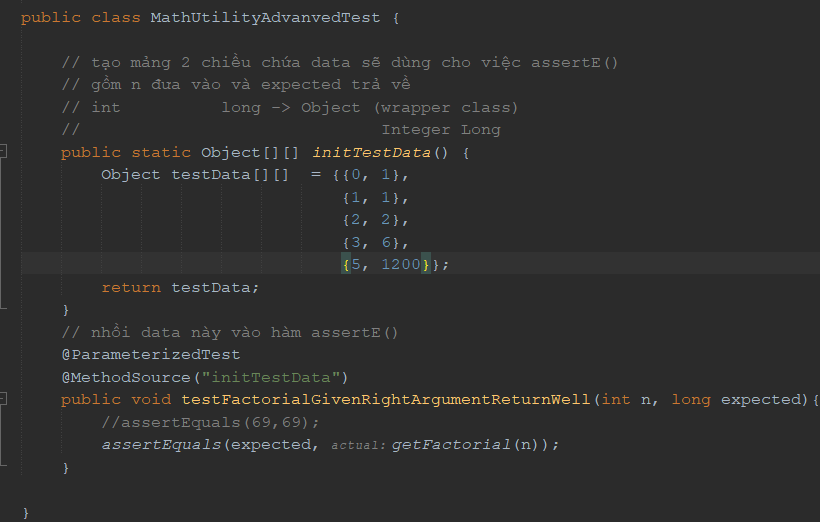 public class MathUtilityAdvanvedTest {
// tạo mảng 2 chiều chứa data sẽ dùng cho việc assertE()
// gồm n đưa vào và expected trả về
// int          long -> Object (wrapper class)
//                              Integer Long
public static Object[][] initTestData() {
Object testData[][]  = {{0, 1},
{1, 1},
{2, 2},
{3, 6},
{5, 1200}};
return testData;
}
// nhồi data này vào hàm assertE()
@ParameterizedTest
@MethodSource("initTestData")
public void testFactorialGivenRightArgumentReturnWell(int n, long expected){
//assertEquals(69,69);
assertEquals(expected, actual: getFactorial(n));
}
}